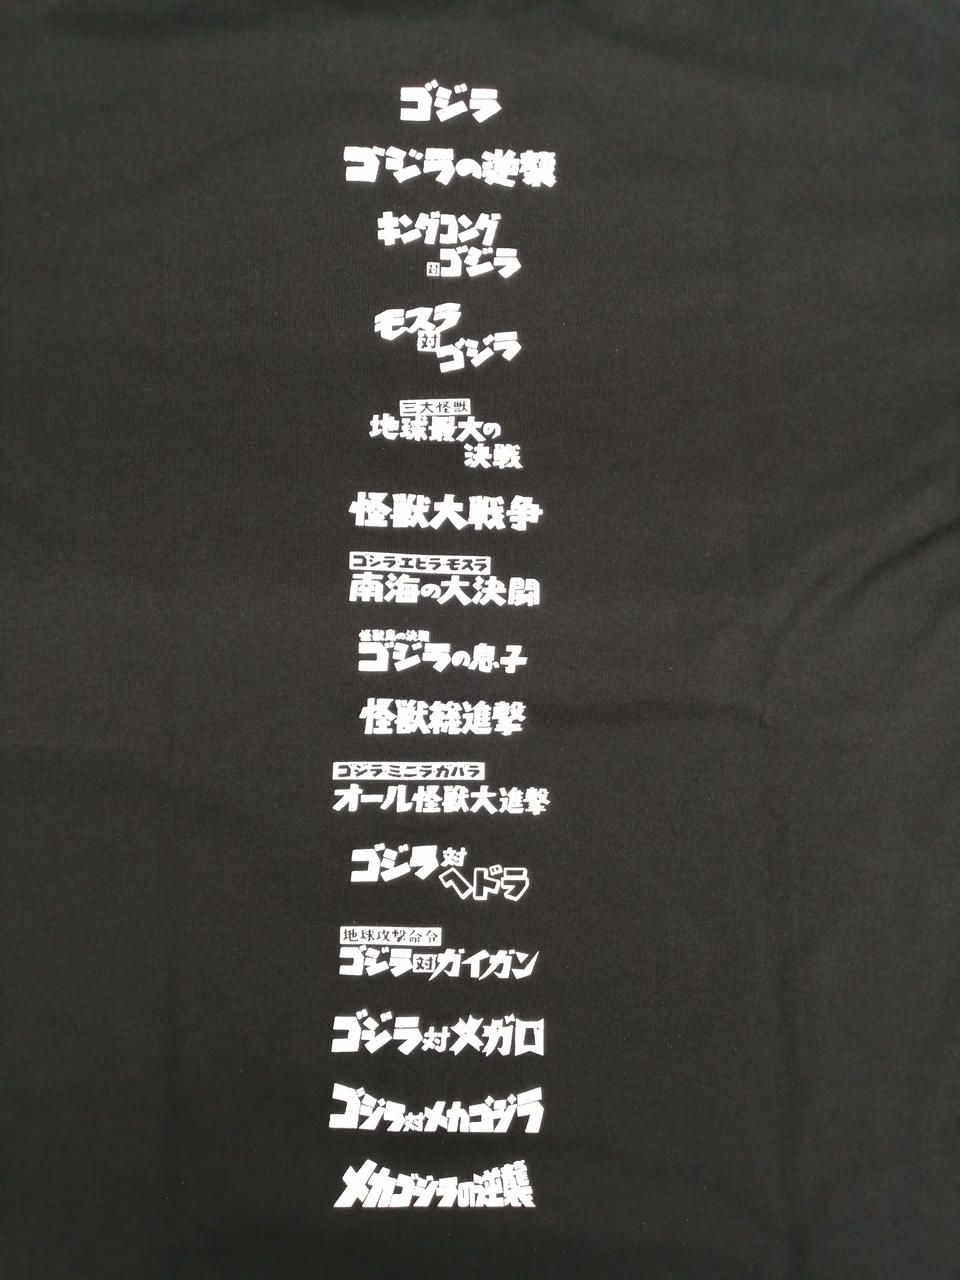 ゴジラ
ゴジラの逆襲
キングコング
対ゴジラ
モスラ
対
ゴジラ
三大怪獣
地球最大の
決戦
怪獣大戦争
ゴジラ・エビラ・モスラ
南海の大決闘
怪獣島の決戦
ゴジラの息子
怪獣総進撃
ゴジラ・ミニラ・ガバラ
オール怪獣大進撃
ゴジラ対
ヘドラ
地球攻撃命令
ゴジラ対ガイガン
ゴジラ対メガロ
ゴジラ対メカゴジラ
メカゴジラの逆襲